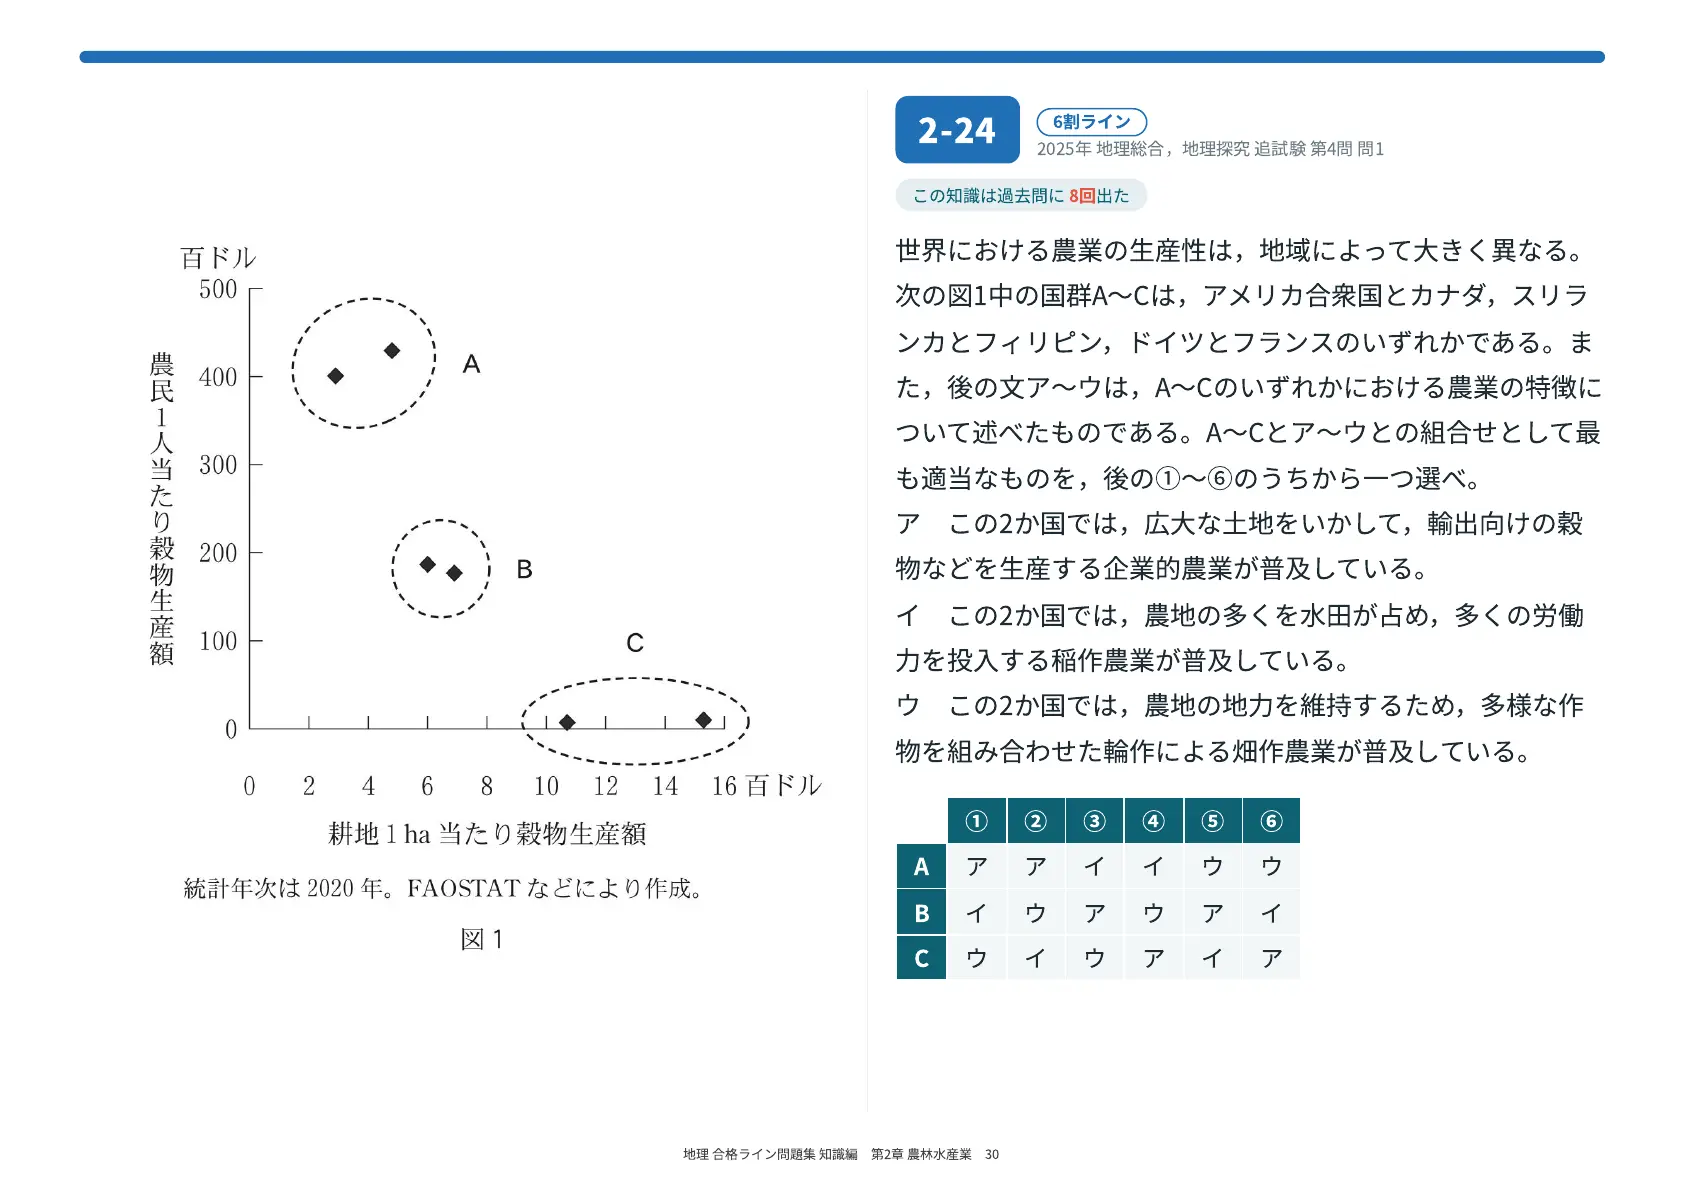 百ドル
500
400
300
200
100
0
農民1人当たり穀物生産額
A
B
C
0 2 4 6 8 10 12 14 16 百ドル
耕地1ha当たり穀物生産額
統計年次は2020年。FAOSTATなどにより作成。
図1
2-24
6割ライン
2025年 地理総合，地理探究 追試験 第4問 問1
この知識は過去問に 8回出た
世界における農業の生産性は，地域によって大きく異なる。
次の図1中の国群A～Cは，アメリカ合衆国とカナダ，スリラ
ンカとフィリピン，ドイツとフランスのいずれかである。ま
た，後の文ア～ウは，A～Cのいずれかにおける農業の特徴に
ついて述べたものである。A～Cとア～ウとの組合せとして最
も適当なものを，後の①～⑥のうちから一つ選べ。
ア　この2か国では，広大な土地をいかして，輸出向けの穀
物などを生産する企業的農業が普及している。
イ　この2か国では，農地の多くを水田が占め，多くの労働
力を投入する稲作農業が普及している。
ウ　この2か国では，農地の地力を維持するため，多様な作
物を組み合わせた輪作による畑作農業が普及している。
① ② ③ ④ ⑤ ⑥
A ア ア イ イ ウ ウ
B イ ウ ア ウ ア イ
C ウ イ ウ ア イ ア
地理 合格ライン問題集 知識編　第2章 農林水産業　30